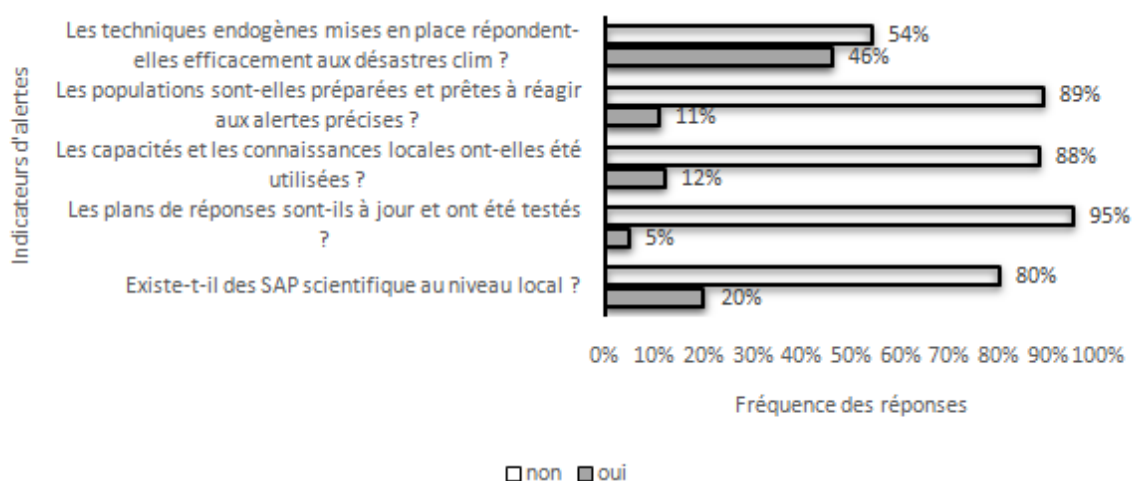 Indicateurs d'alertes
Les techniques endogènes mises en place répondent-
elles efficacement aux désastres clim ?
54%
46%
Les populations sont-elles préparées et prêtes à réagir
aux alertes précises ?
89%
11%
Les capacités et les connaissances locales ont-elles été
utilisées ?
88%
12%
Les plans de réponses sont-ils à jour et ont été testés
?
95%
5%
Existe-t-il des SAP scientifique au niveau local ?
80%
20%
0% 10% 20% 30% 40% 50% 60% 70% 80% 90% 100%
Fréquence des réponses
non oui